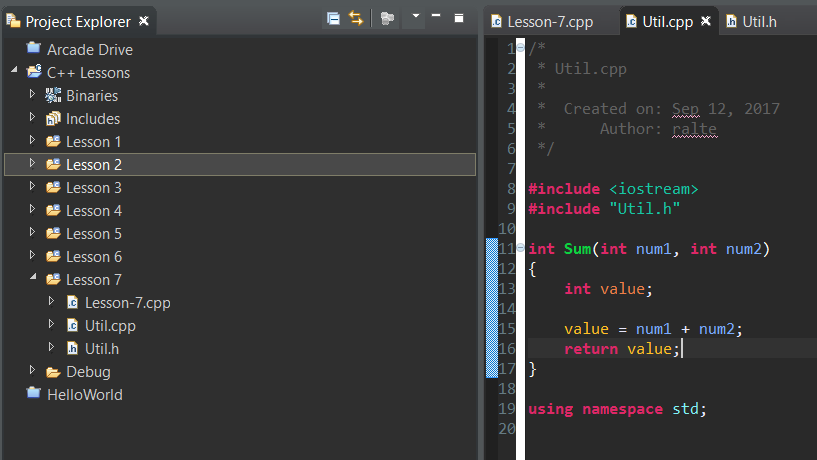 Project Explorer
Arcade Drive
C++ Lessons
Binaries
Includes
Lesson 1
Lesson 2
Lesson 3
Lesson 4
Lesson 5
Lesson 6
Lesson 7
Lesson-7.cpp
Util.cpp
Util.h
Debug
HelloWorld
Lesson-7.cpp Util.cpp Util.h
1 /*
2  * Util.cpp
3  *
4  *  Created on: Sep 12, 2017
5  *      Author: ralte
6  */
7
8 #include <iostream>
9 #include "Util.h"
10
11 int Sum(int num1, int num2)
12 {
13     int value;
14
15     value = num1 + num2;
16     return value;
17 }
18
19 using namespace std;
20